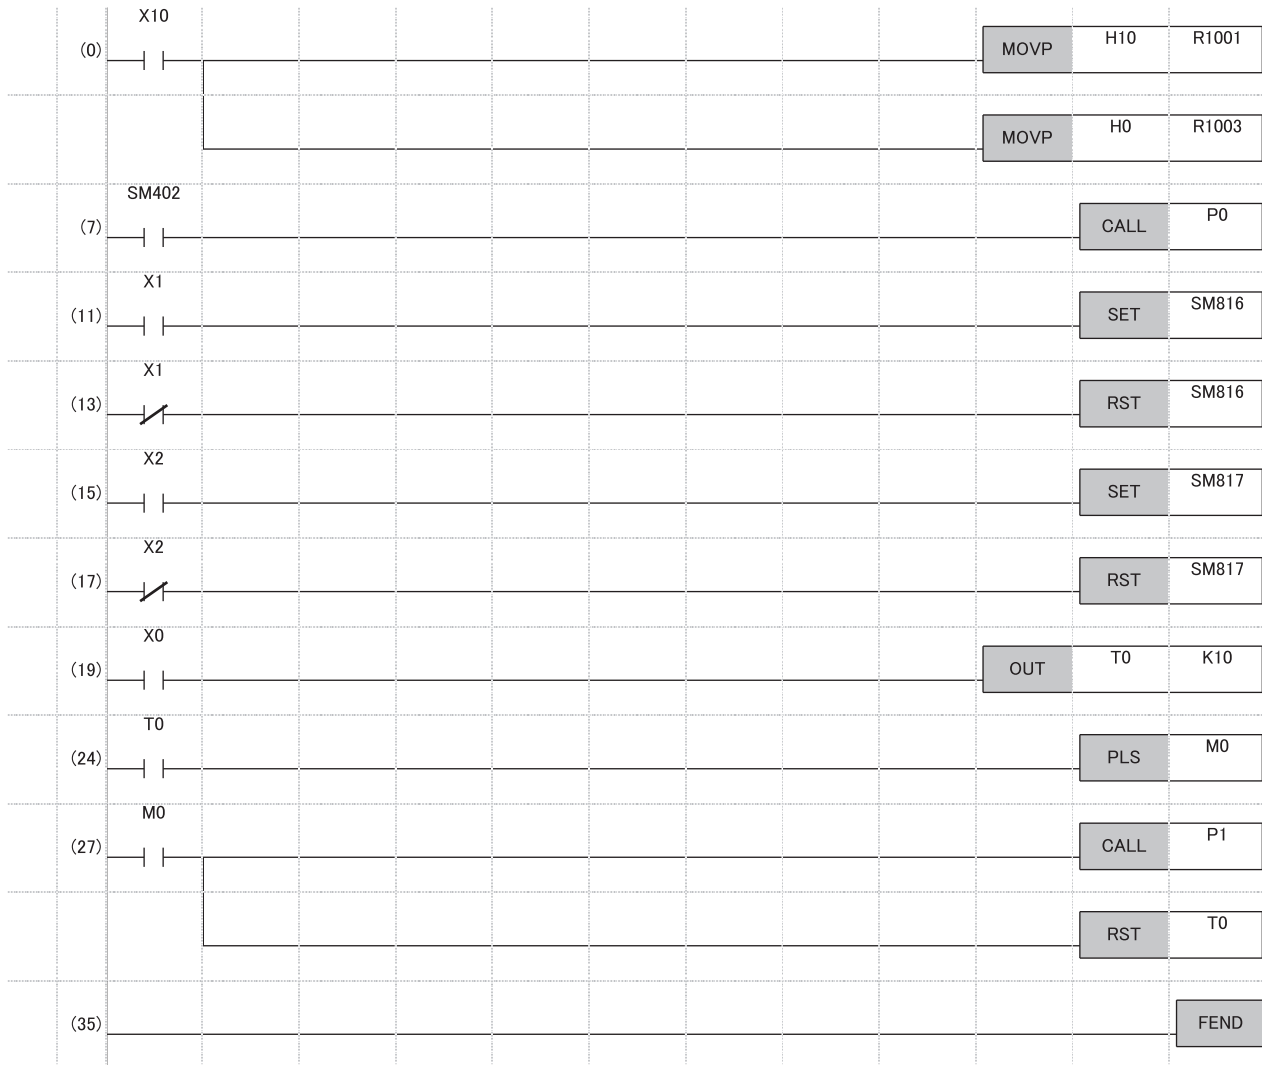 X10
(0) MOVP H10 R1001
MOVP H0 R1003
SM402
(7) CALL P0
X1
(11) SET SM816
X1
(13) RST SM816
X2
(15) SET SM817
X2
(17) RST SM817
X0
(19) OUT T0 K10
T0
(24) PLS M0
M0
(27) CALL P1
RST T0
(35) FEND